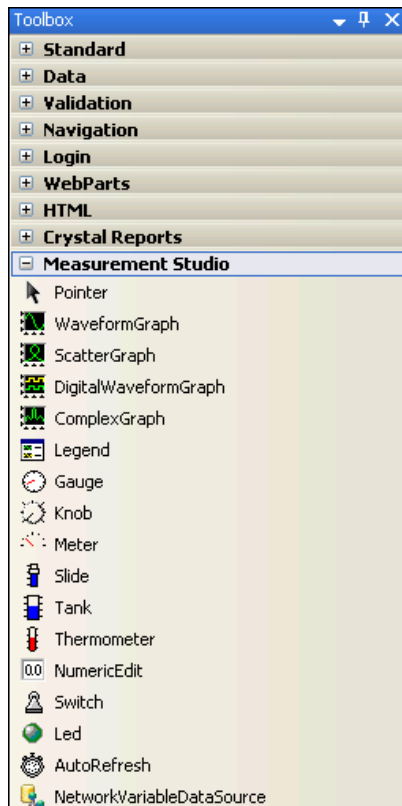 Toolbox
Standard
Data
Validation
Navigation
Login
WebParts
HTML
Crystal Reports
Measurement Studio
Pointer
WaveformGraph
ScatterGraph
DigitalWaveformGraph
ComplexGraph
Legend
Gauge
Knob
Meter
Slide
Tank
Thermometer
0.0 NumericEdit
Switch
Led
AutoRefresh
NetworkVariableDataSource